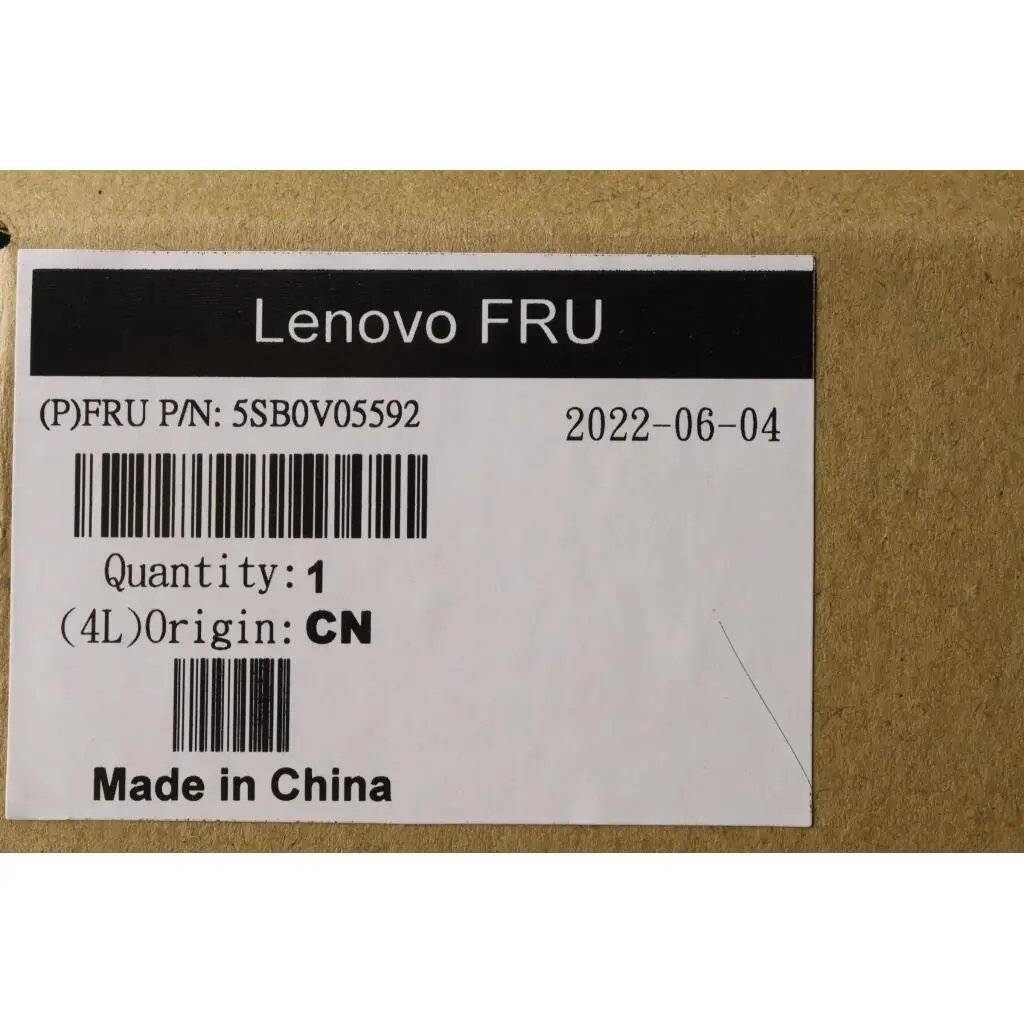 Lenovo FRU
(P)FRU P/N: 5SB0V05592
2022-06-04
Quantity: 1
(4L)Origin: CN
Made in China